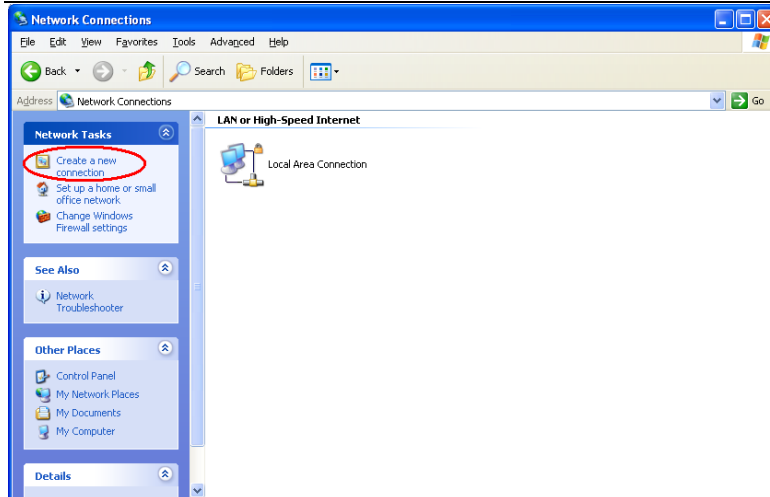 Network Connections
File Edit View Favorites Tools Advanced Help
Back Search Folders
Address Network Connections Go
Network Tasks
Create a new
connection
Set up a home or small
office network
Change Windows
Firewall settings
See Also
Network
Troubleshooter
Other Places
Control Panel
My Network Places
My Documents
My Computer
Details
LAN or High-Speed Internet
Local Area Connection